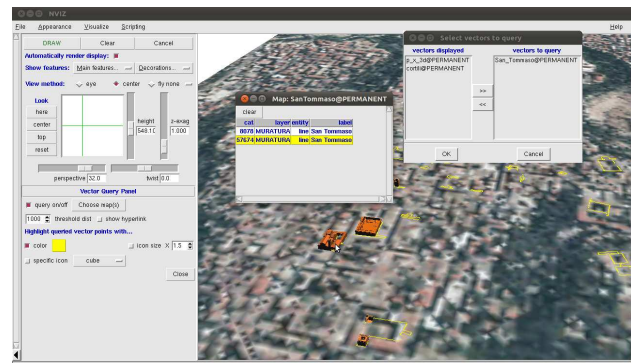 NVIZ
File Appearance Visualize Scripting Help
DRAW Clear Cancel
Automatically render display:
Show features: Main features... Decorations...
View method: eye center fly none
Look
here
center
top
reset
height
548.1
z-exag
1.000
perspective 32.0 twist 0.0
Vector Query Panel
query on/off Choose map(s)
1000 threshold dist show hyperlink
Highlight queried vector points with...
color icon size X 1.5
specific icon cube
Close
Map: SanTommaso@PERMANENT
clear
cat layer entity label
8078 MURATURA line San Tommaso
57674 MURATURA line San Tommaso
Select vectors to query
vectors displayed vectors to query
p_x_3d@PERMANENT San_Tommaso@PERMANENT
cortili@PERMANENT
>>
<<
OK Cancel